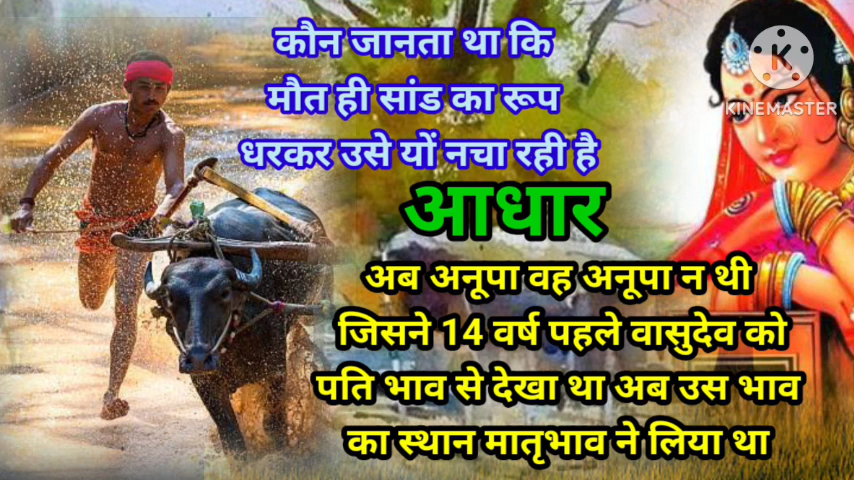 कौन जानता था कि
मौत ही सांड का रूप
धरकर उसे यों नचा रही है
आधार
अब अनूपा वह अनूपा न थी
जिसने 14 वर्ष पहले वासुदेव को
पति भाव से देखा था अब उस भाव
का स्थान मातृभाव ने लिया था
K
KINEMASTER